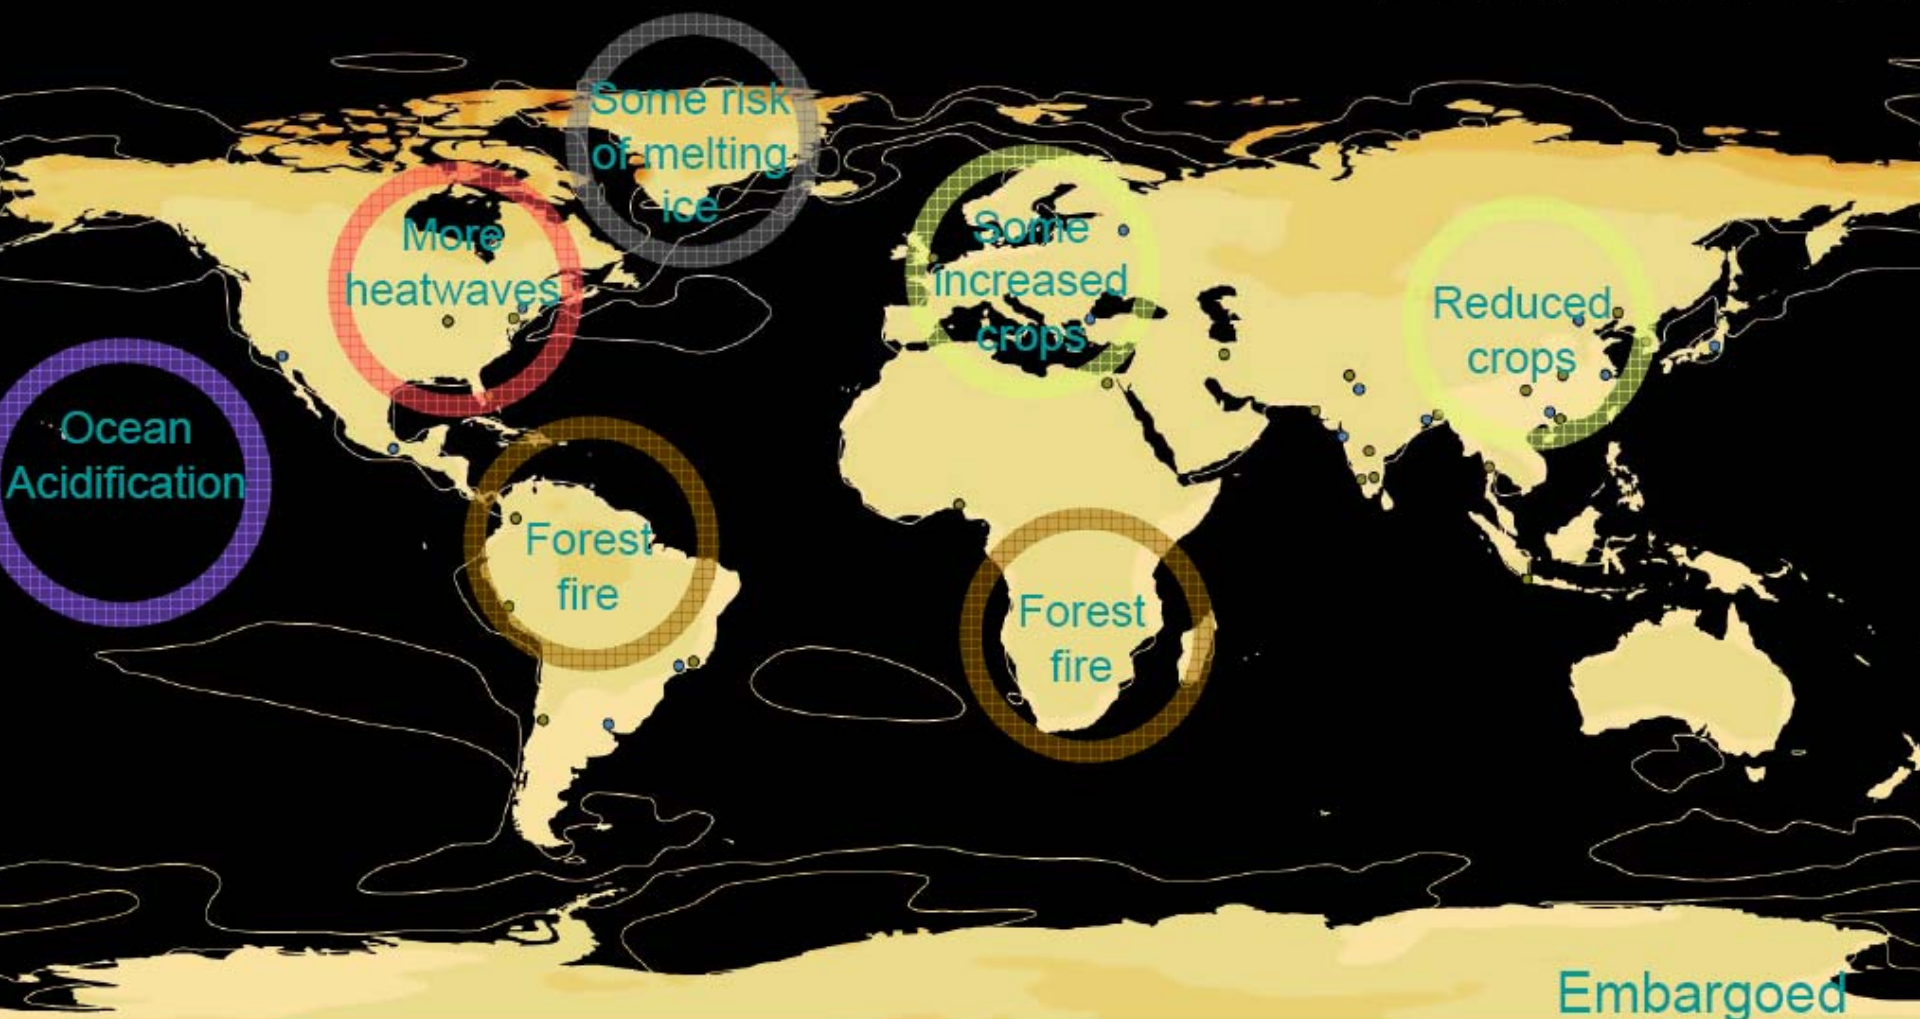 Some risk
of melting
ice
More
heatwaves
Some
increased
crops
Reduced
crops
Ocean
Acidification
Forest
fire
Forest
fire
Embargoed